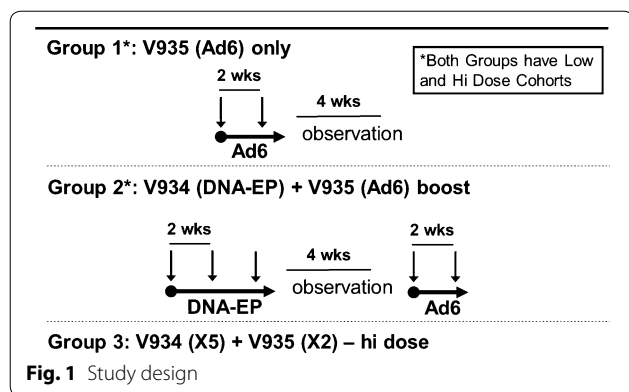 Group 1*: V935 (Ad6) only
*Both Groups have Low
and Hi Dose Cohorts
2 wks
4 wks
observation
Ad6
Group 2*: V934 (DNA-EP) + V935 (Ad6) boost
2 wks
2 wks
4 wks
observation
DNA-EP
Ad6
Group 3: V934 (X5) + V935 (X2) – hi dose
Fig. 1 Study design